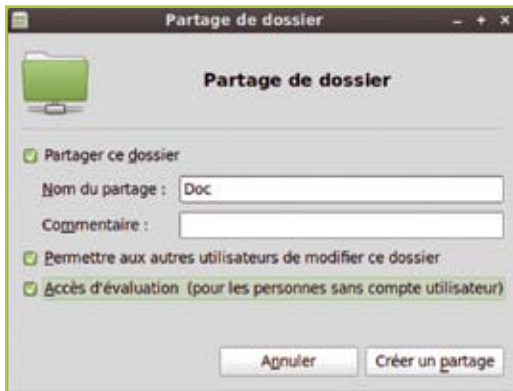 Partage de dossier
Partage de dossier
Partager ce dossier
Nom du partage : Doc
Commentaire :
Permettre aux autres utilisateurs de modifier ce dossier
Accès d'évaluation (pour les personnes sans compte utilisateur)
Annuler Créer un partage